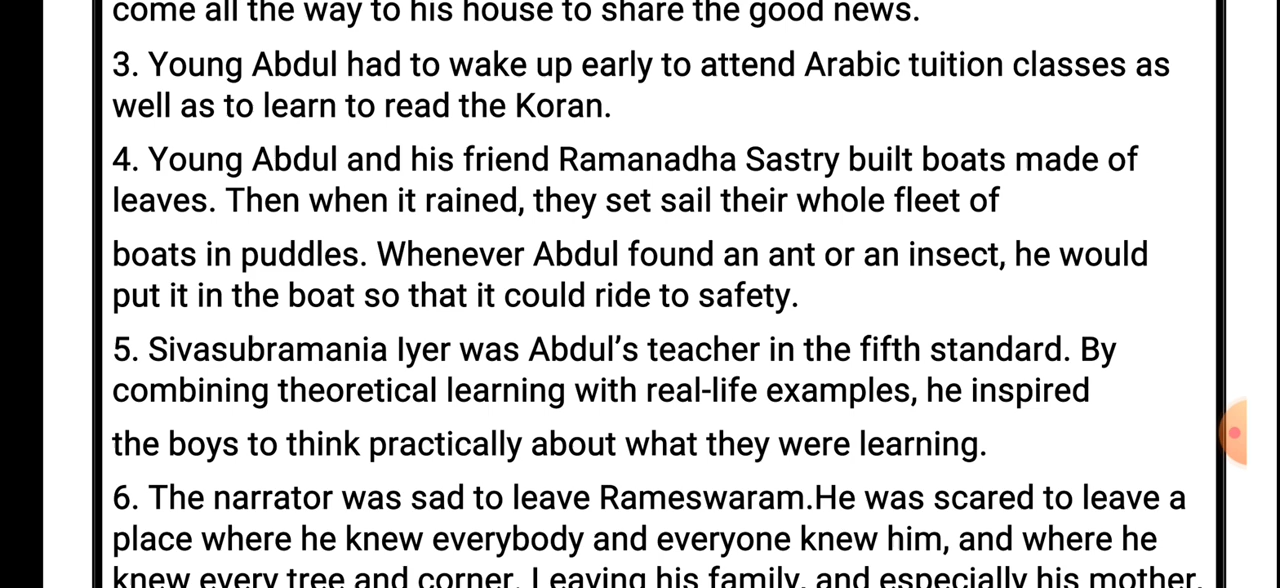 come all the way to his house to share the good news.
3. Young Abdul had to wake up early to attend Arabic tuition classes as
well as to learn to read the Koran.
4. Young Abdul and his friend Ramanadha Sastry built boats made of
leaves. Then when it rained, they set sail their whole fleet of
boats in puddles. Whenever Abdul found an ant or an insect, he would
put it in the boat so that it could ride to safety.
5. Sivasubramania Iyer was Abdul’s teacher in the fifth standard. By
combining theoretical learning with real-life examples, he inspired
the boys to think practically about what they were learning.
6. The narrator was sad to leave Rameswaram.He was scared to leave a
place where he knew everybody and everyone knew him, and where he
knew every tree and corner. Leaving his family, and especially his mother,